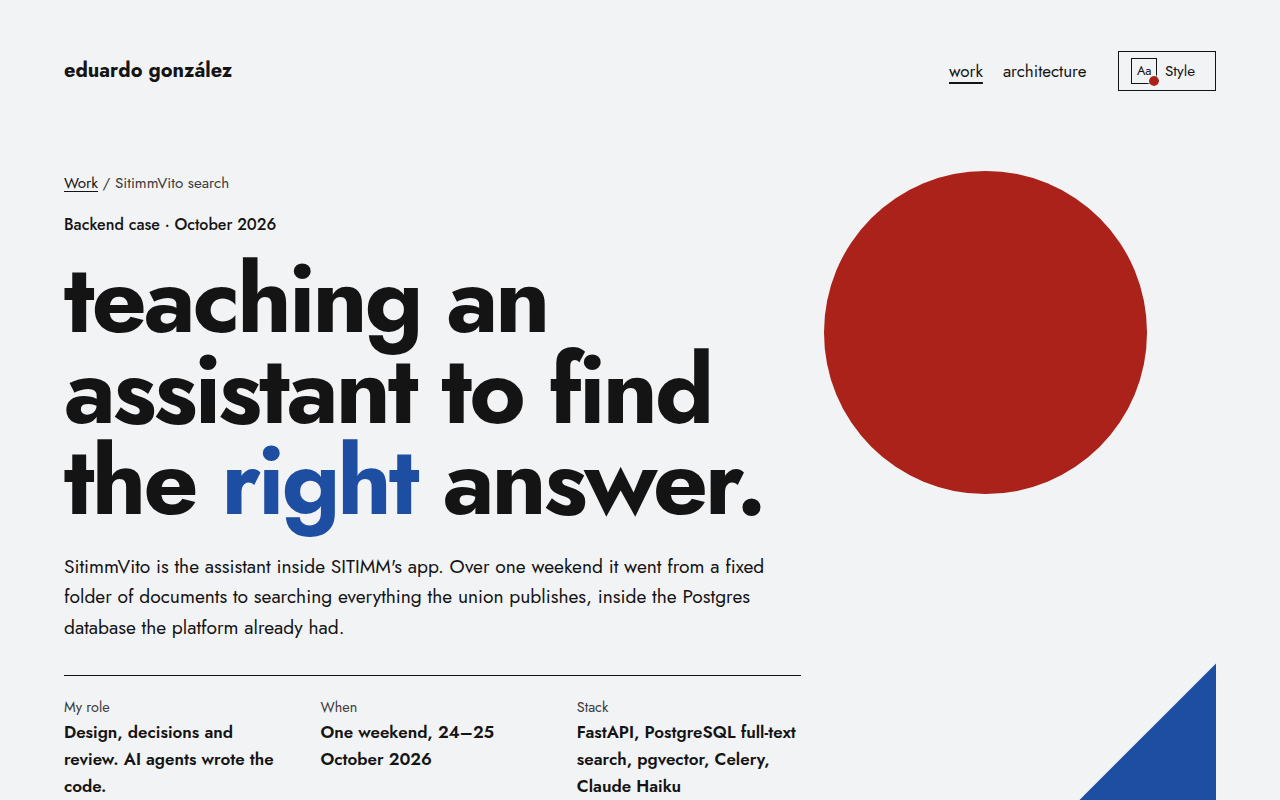 eduardo gonzález
work
architecture
Aa
Style
Work / SitimmVito search
Backend case · October 2026
teaching an
assistant to find
the right answer.
SitimmVito is the assistant inside SITIMM's app. Over one weekend it went from a fixed
folder of documents to searching everything the union publishes, inside the Postgres
database the platform already had.
My role
Design, decisions and
review. AI agents wrote the
code.
When
One weekend, 24–25
October 2026
Stack
FastAPI, PostgreSQL full-text
search, pgvector, Celery,
Claude Haiku